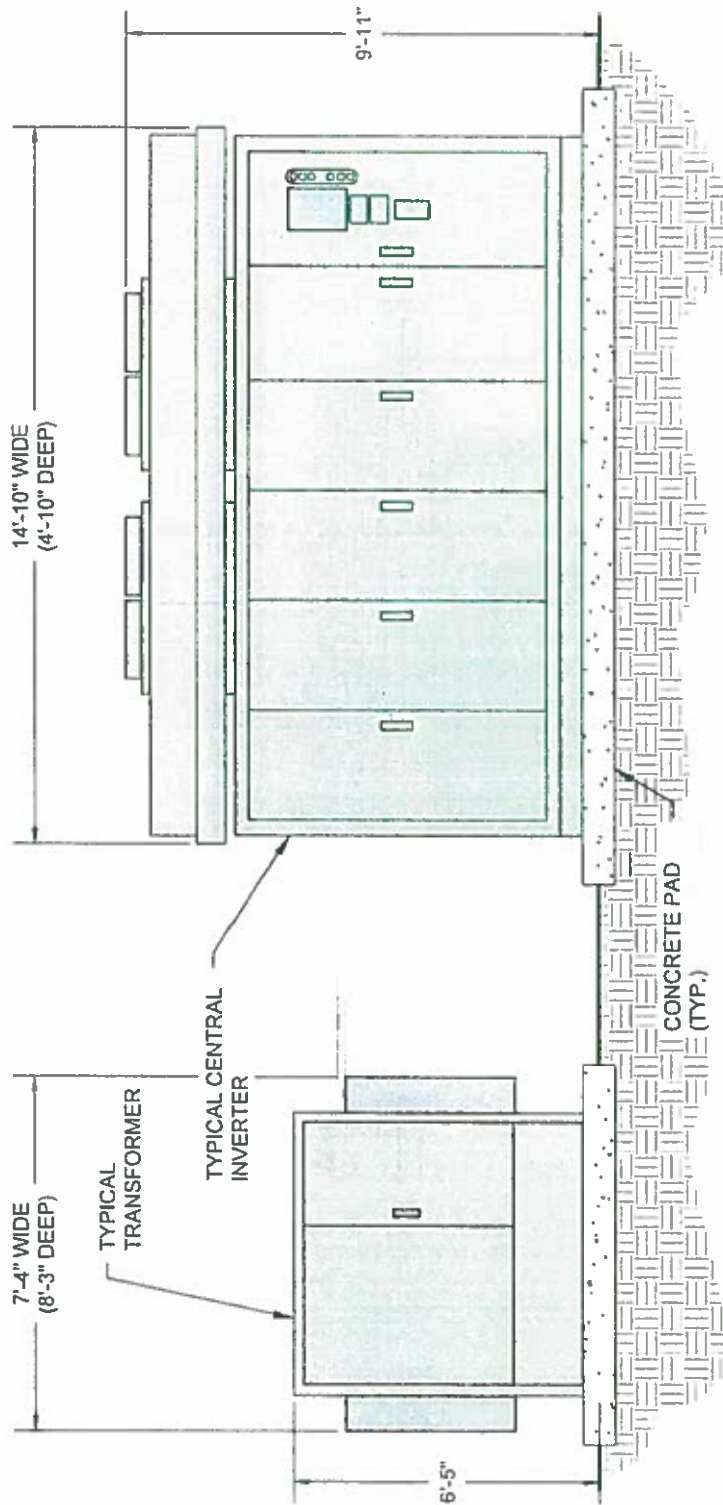 7'-4" WIDE
(8'-3" DEEP)
TYPICAL
TRANSFORMER
6'-5"
TYPICAL CENTRAL
INVERTER
14'-10" WIDE
(4'-10" DEEP)
9'-11"
CONCRETE PAD
(TYP.)